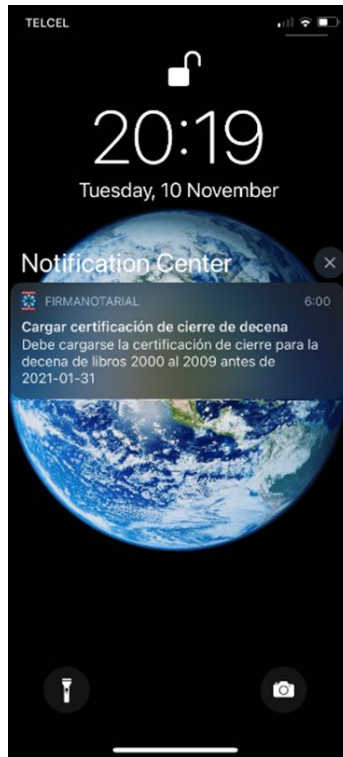 TELCEL
20:19
Tuesday, 10 November
Notification Center
FIRMANOTARIAL 6:00
Cargar certificación de cierre de decena
Debe cargarse la certificación de cierre para la
decena de libros 2000 al 2009 antes de
2021-01-31